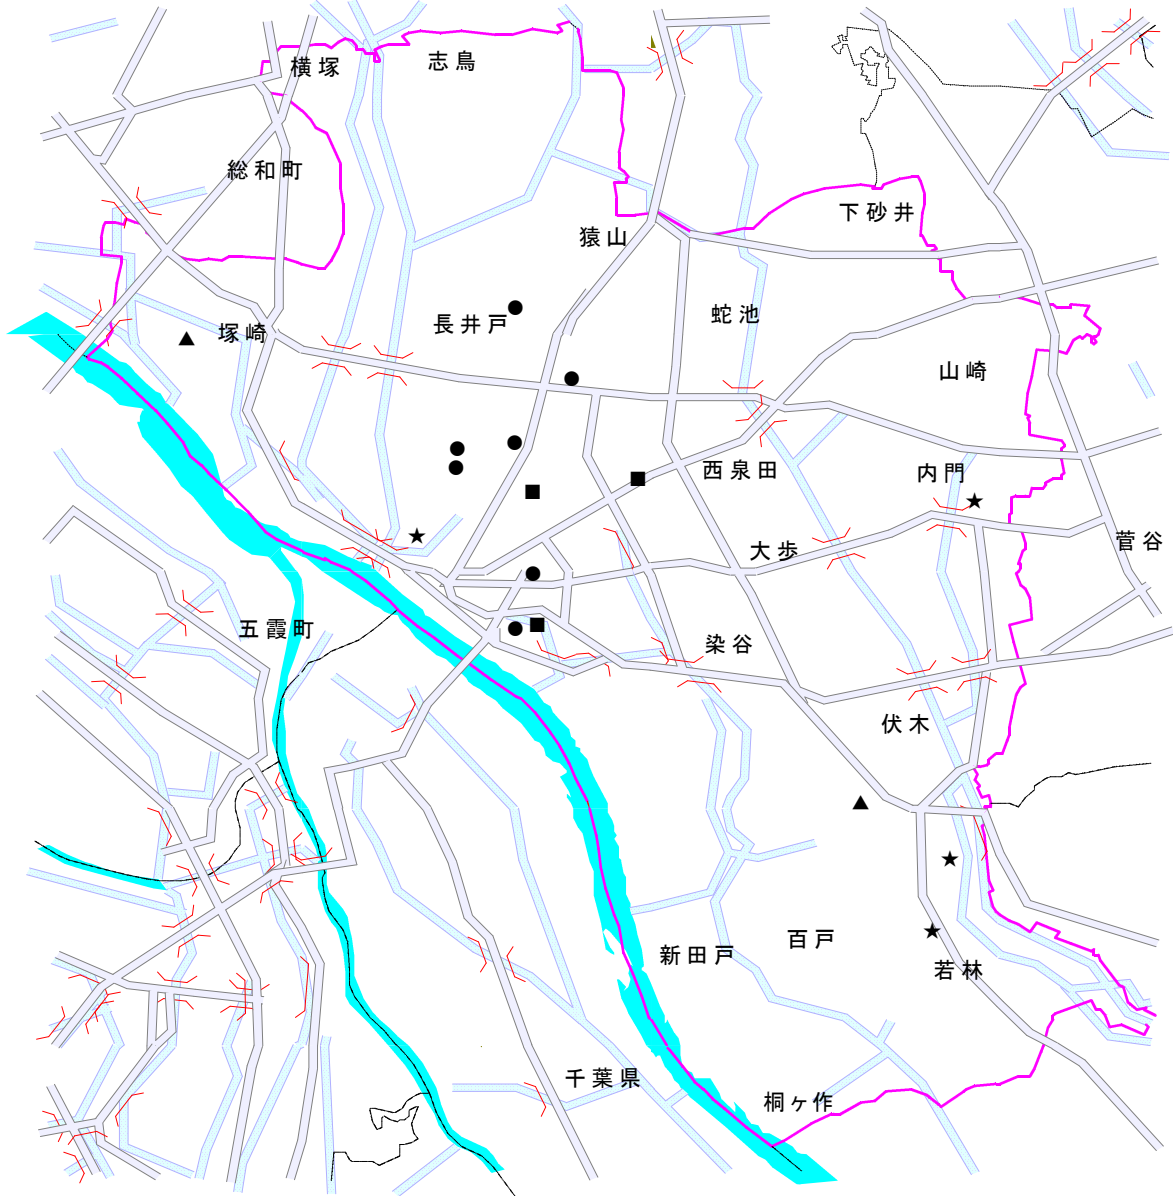 志鳥
横塚
総和町
下砂井
猿山
蛇池
長井戸
塚崎
山崎
西泉田
内門
菅谷
大歩
五霞町
染谷
伏木
百戸
新田戸
若林
千葉県
桐ヶ作